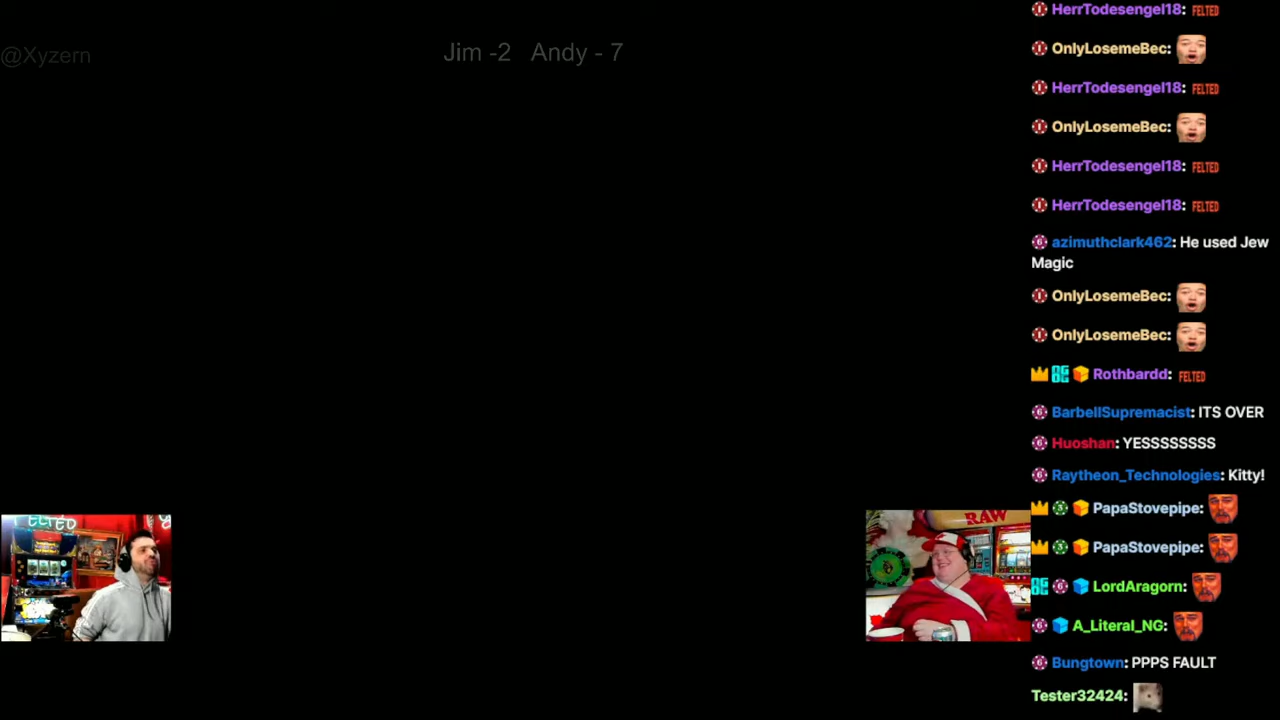 @Xyzern
Jim -2 Andy - 7
HerrTodesengel18: FELTED
OnlyLosemeBec:
HerrTodesengel18: FELTED
OnlyLosemeBec:
HerrTodesengel18: FELTED
HerrTodesengel18: FELTED
azimuthclark462: He used Jew
Magic
OnlyLosemeBec:
OnlyLosemeBec:
Rothbardd: FELTED
BarbellSupremacist: ITS OVER
Huoshan: YESSSSSSSS
Raytheon_Technologies: Kitty!
PapaStovepipe:
PapaStovepipe:
LordAragorn:
A_Literal_NG:
Bungtown: PPPS FAULT
Tester32424:
FELTED
RAW